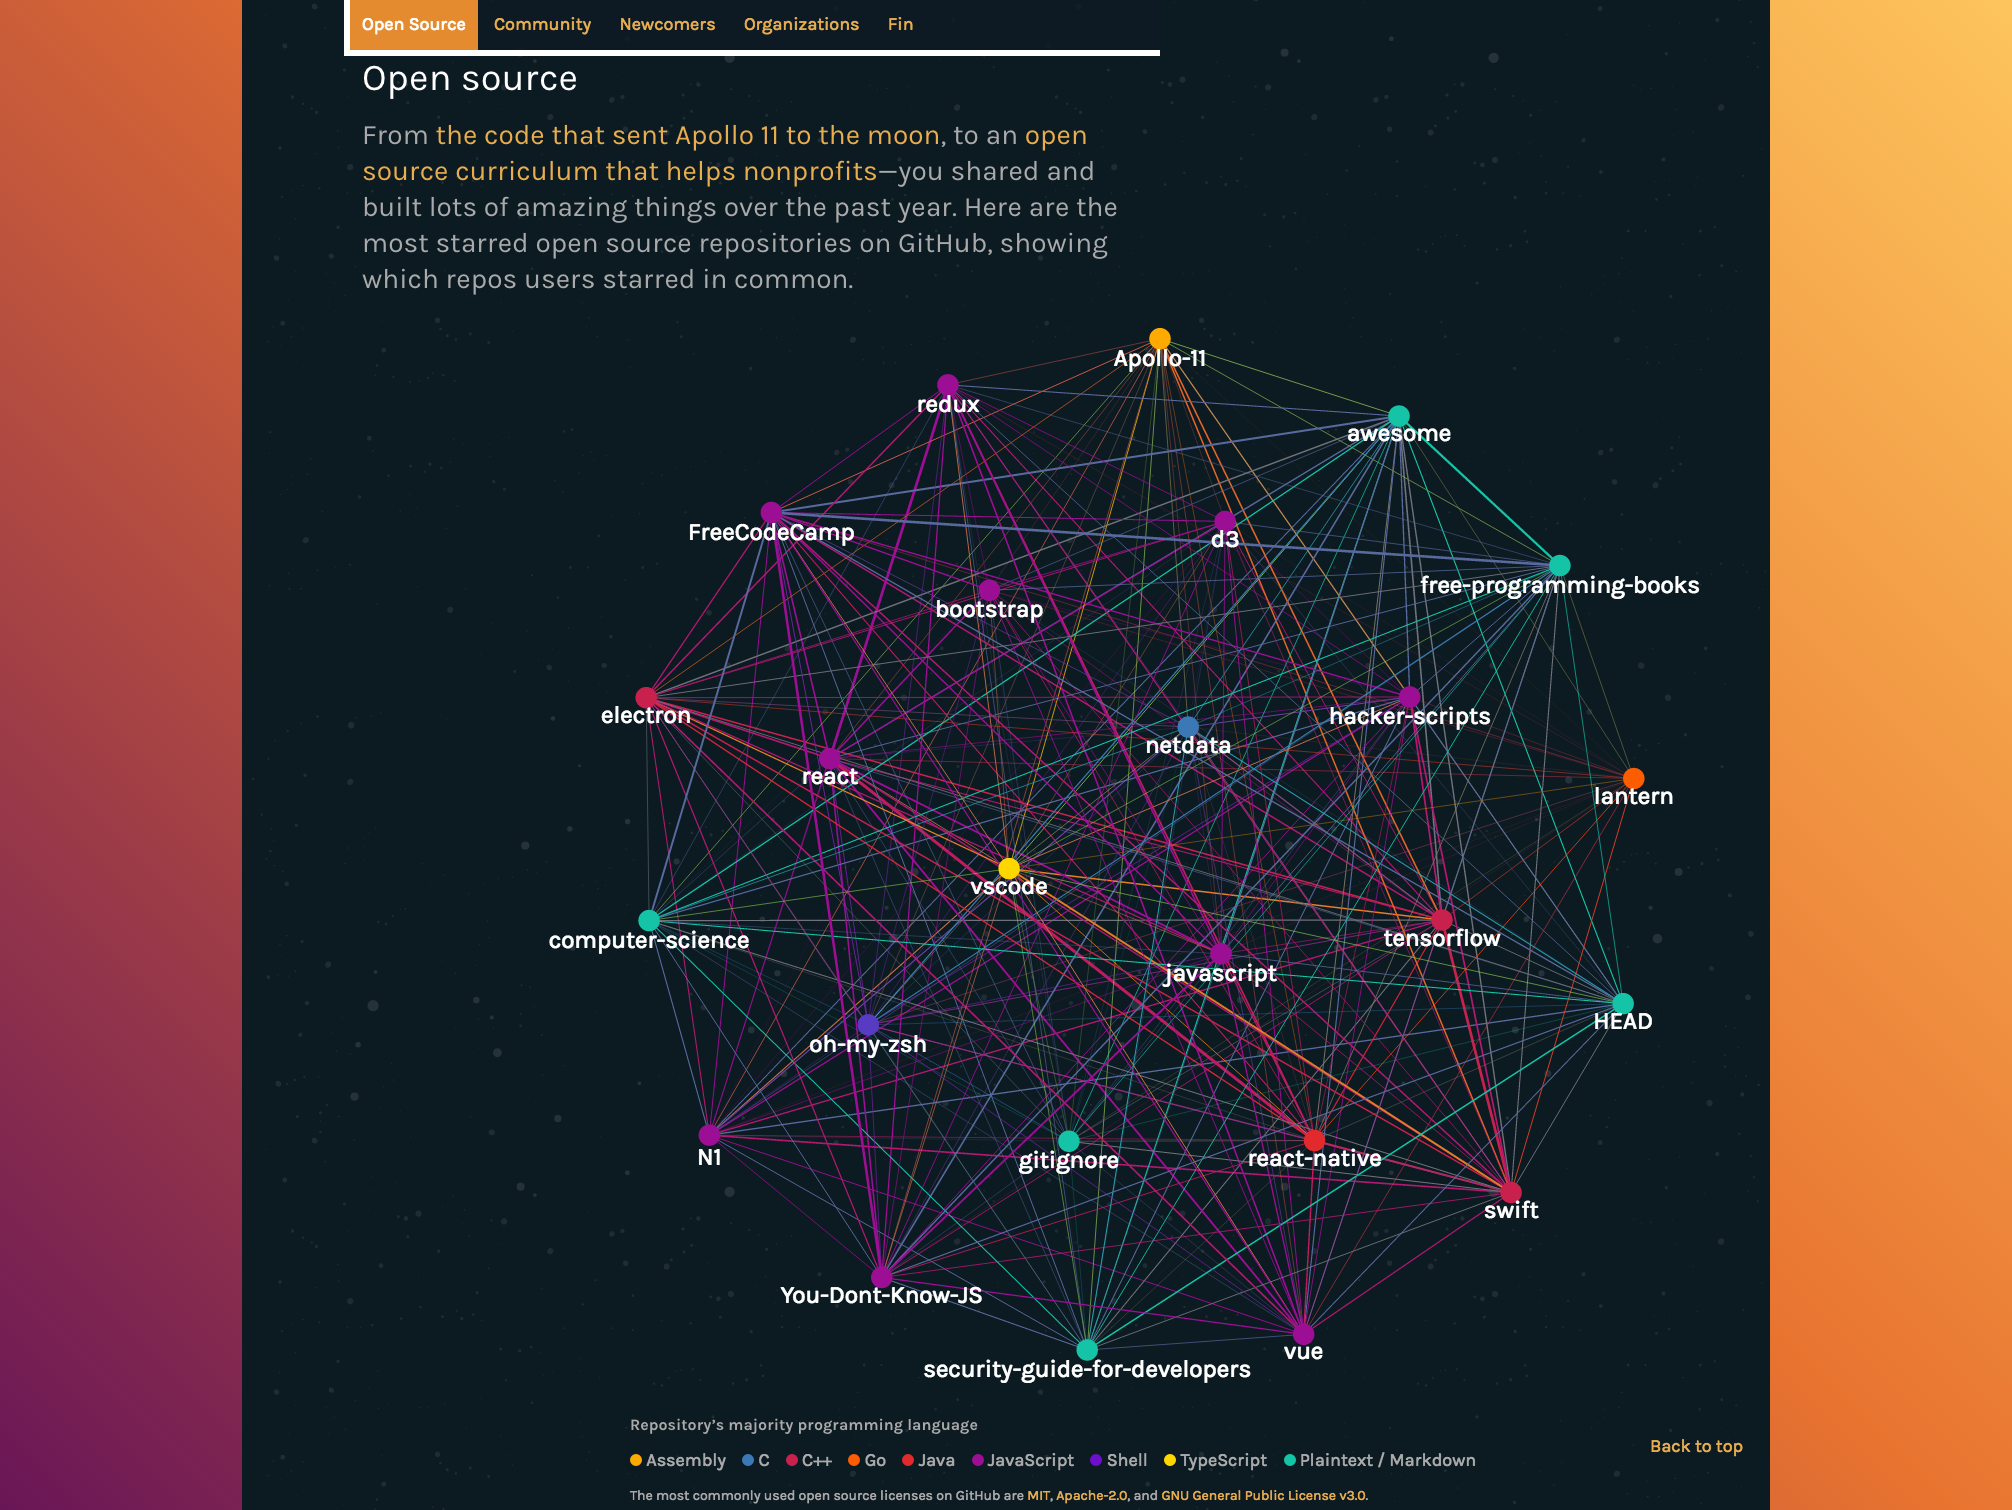 Open Source Community Newcomers Organizations Fin
Open source
From the code that sent Apollo 11 to the moon, to an open
source curriculum that helps nonprofits—you shared and
built lots of amazing things over the past year. Here are the
most starred open source repositories on GitHub, showing
which repos users starred in common.
Apollo-11
redux
awesome
FreeCodeCamp
d3
free-programming-books
bootstrap
electron
hacker-scripts
netdata
react
lantern
vscode
computer-science
tensorflow
javascript
HEAD
oh-my-zsh
N1
gitignore
react-native
swift
You-Dont-Know-JS
vue
security-guide-for-developers
Repository's majority programming language
Back to top
Assembly C C++ Go Java JavaScript Shell TypeScript Plaintext / Markdown
The most commonly used open source licenses on GitHub are MIT, Apache-2.0, and GNU General Public License v3.0.